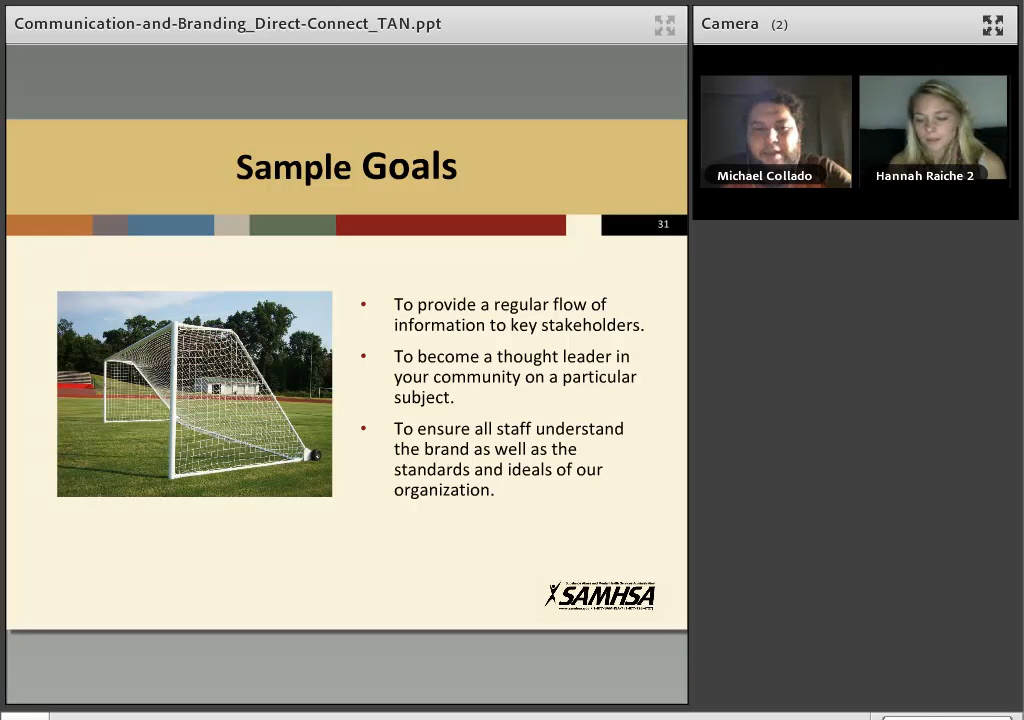 Communication-and-Branding_Direct-Connect_TAN.ppt
Camera (2)
Michael Collado
Hannah Raiche 2
Sample Goals
31
• To provide a regular flow of
information to key stakeholders.
• To become a thought leader in
your community on a particular
subject.
• To ensure all staff understand
the brand as well as the
standards and ideals of our
organization.
SAMHSA